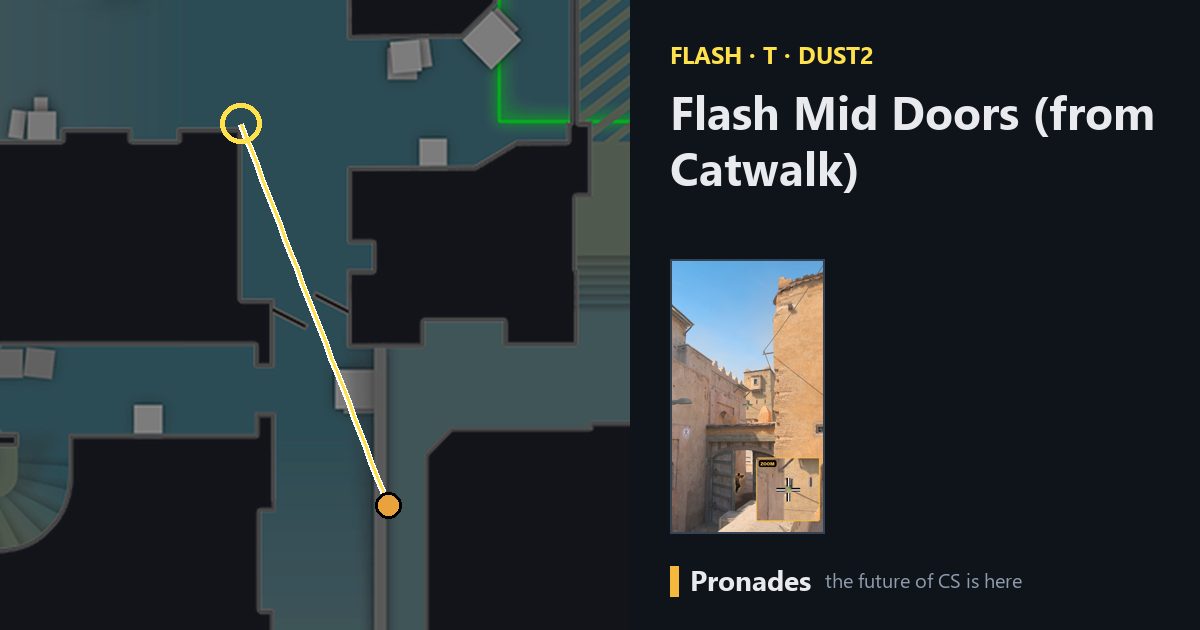 FLASH · T · DUST2
Flash Mid Doors (from
Catwalk)
ZOOM
Pronades the future of CS is here